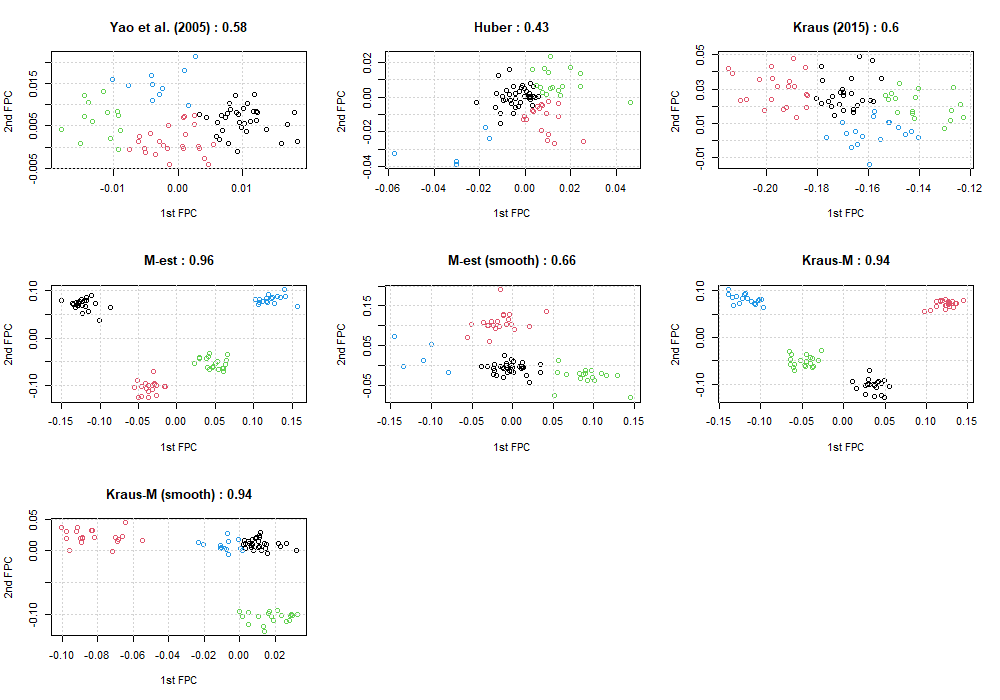 Yao et al. (2005) : 0.58
2nd FPC
-0.005 0.005 0.015
-0.01 0.00 0.01
1st FPC
Huber : 0.43
2nd FPC
-0.04 -0.02 0.00 0.02
-0.06 -0.04 -0.02 0.00 0.02 0.04
1st FPC
Kraus (2015) : 0.6
2nd FPC
-0.01 0.01 0.03 0.05
-0.20 -0.18 -0.16 -0.14 -0.12
1st FPC
M-est : 0.96
2nd FPC
-0.10 0.00 0.10
-0.15 -0.10 -0.05 0.00 0.05 0.10 0.15
1st FPC
M-est (smooth) : 0.66
2nd FPC
-0.05 0.05 0.15
-0.15 -0.10 -0.05 0.00 0.05 0.10 0.15
1st FPC
Kraus-M : 0.94
2nd FPC
-0.10 0.00 0.10
-0.15 -0.10 -0.05 0.00 0.05 0.10 0.15
1st FPC
Kraus-M (smooth) : 0.94
2nd FPC
-0.10 0.00 0.05
-0.10 -0.08 -0.06 -0.04 -0.02 0.00 0.02
1st FPC